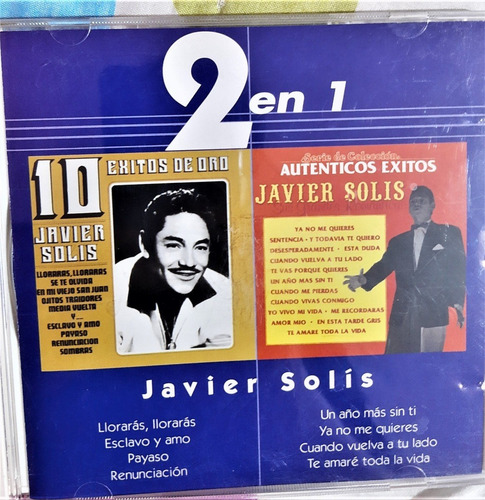 2 en 1
10
EXITOS DE ORO
JAVIER
SOLIS
LLORARAS, LLORARAS
SE TE OLVIDA
EN MI VIEJO SAN JUAN
OJITOS TRAIDORES
MEDIA VUELTA
Y...
ESCLAVO Y AMO
PAYASO
RENUNCIACION
SOMBRAS
Serie de Colección
AUTENTICOS EXITOS
JAVIER SOLIS
YA NO ME QUIERES
SENTENCIA - Y TODAVIA TE QUIERO
DESESPERADAMENTE - ESTA DUDA
CUANDO VUELVA A TU LADO
TE VAS PORQUE QUIERES
UN AÑO MAS SIN TI
CUANDO ME PIERDAS
CUANDO VIVAS CONMIGO
YO VIVO MI VIDA - ME RECORDARAS
AMOR MIO - EN ESTA TARDE GRIS
TE AMARE TODA LA VIDA
Javier Solís
Llorarás, llorarás
Esclavo y amo
Payaso
Renunciación
Un año más sin ti
Ya no me quieres
Cuando vuelva a tu lado
Te amaré toda la vida